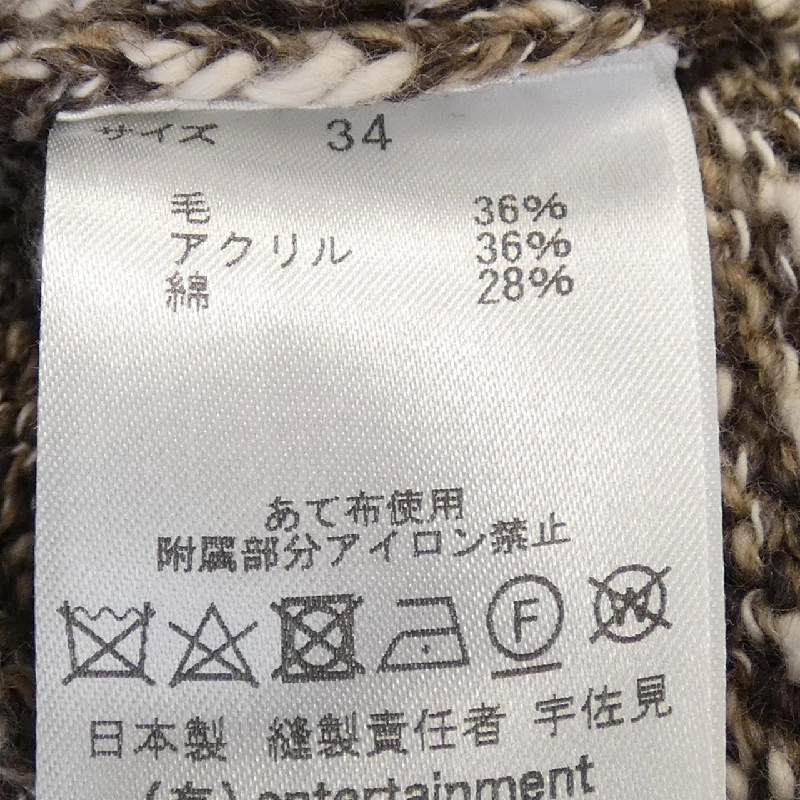 サイズ 34
毛 36%
アクリル 36%
綿 28%
あて布使用
附属部分アイロン禁止
F W
日本製 縫製責任者 宇佐見
(有) entertainment